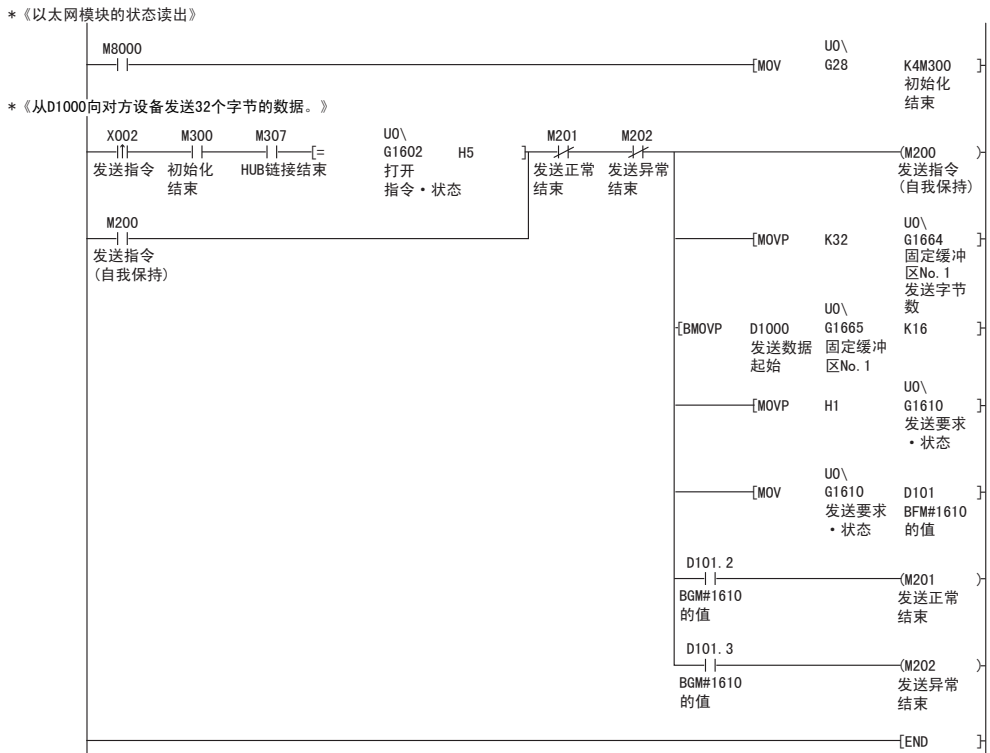 *《以太网模块的状态读出》
M8000
U0\
[MOV G28 K4M300 ]
初始化
结束
*《从D1000向对方设备发送32个字节的数据。》
X002 M300 M307 U0\ M201 M202
[= G1602 H5 ] (M200 )
发送指令 初始化 HUB链接结束 打开 发送正常 发送异常 发送指令
结束 指令・状态 结束 结束 (自我保持)
M200
发送指令
(自我保持)
U0\
[MOVP K32 G1664 ]
固定缓冲
区No.1
发送字节
数
U0\
[BMOVP D1000 G1665 K16 ]
发送数据 固定缓冲
起始 区No.1
U0\
[MOVP H1 G1610 ]
发送要求
・状态
U0\
[MOV G1610 D101 ]
发送要求 BFM#1610
・状态 的值
D101.2
(M201 )
BGM#1610 发送正常
的值 结束
D101.3
(M202 )
BGM#1610 发送异常
的值 结束
[END ]